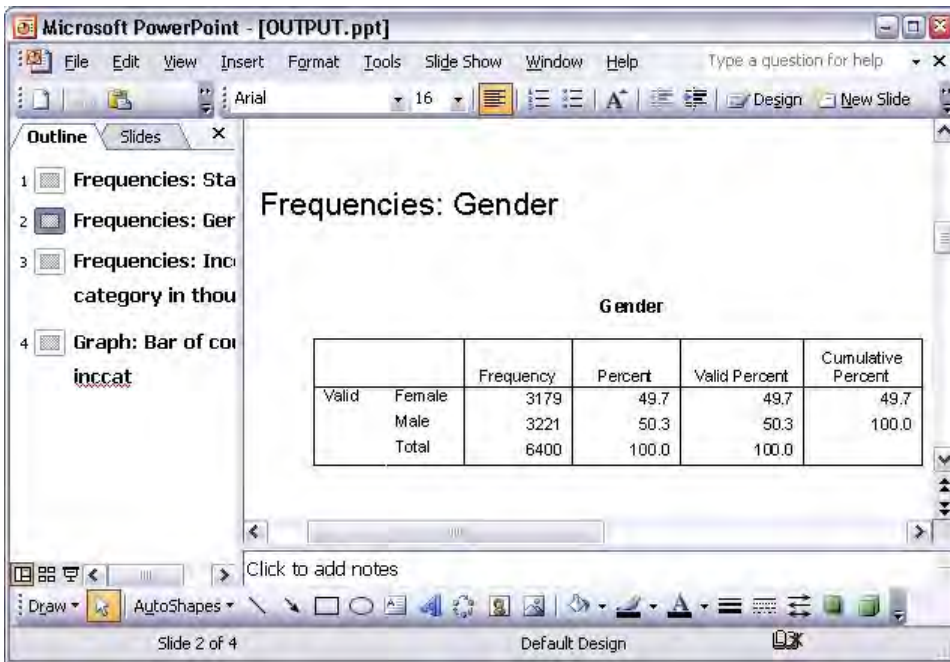 Microsoft PowerPoint - [OUTPUT.ppt]
File Edit View Insert Format Tools Slide Show Window Help Type a question for help
Arial 16 Design New Slide
Outline Slides
1 Frequencies: Sta
2 Frequencies: Ger
3 Frequencies: Inc
category in thou
4 Graph: Bar of cou
inccat
Frequencies: Gender
Gender
Frequency Percent Valid Percent Cumulative Percent
Valid Female 3179 49.7 49.7 49.7
Male 3221 50.3 50.3 100.0
Total 6400 100.0 100.0
Click to add notes
Draw AutoShapes
Slide 2 of 4 Default Design